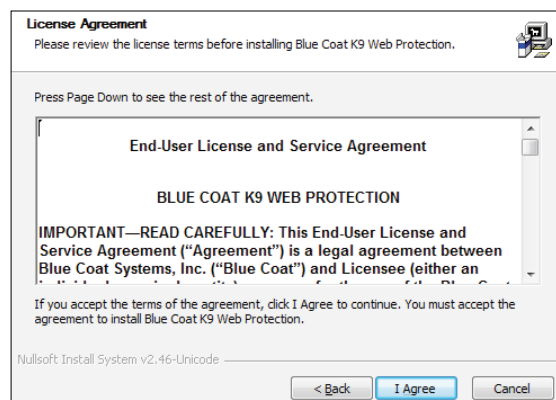 License Agreement
Please review the license terms before installing Blue Coat K9 Web Protection.
Press Page Down to see the rest of the agreement.
End-User License and Service Agreement
BLUE COAT K9 WEB PROTECTION
IMPORTANT—READ CAREFULLY: This End-User License and
Service Agreement (“Agreement”) is a legal agreement between
Blue Coat Systems, Inc. (“Blue Coat”) and Licensee (either an
If you accept the terms of the agreement, click I Agree to continue. You must accept the
agreement to install Blue Coat K9 Web Protection.
Nullsoft Install System v2.46-Unicode
< Back
I Agree
Cancel